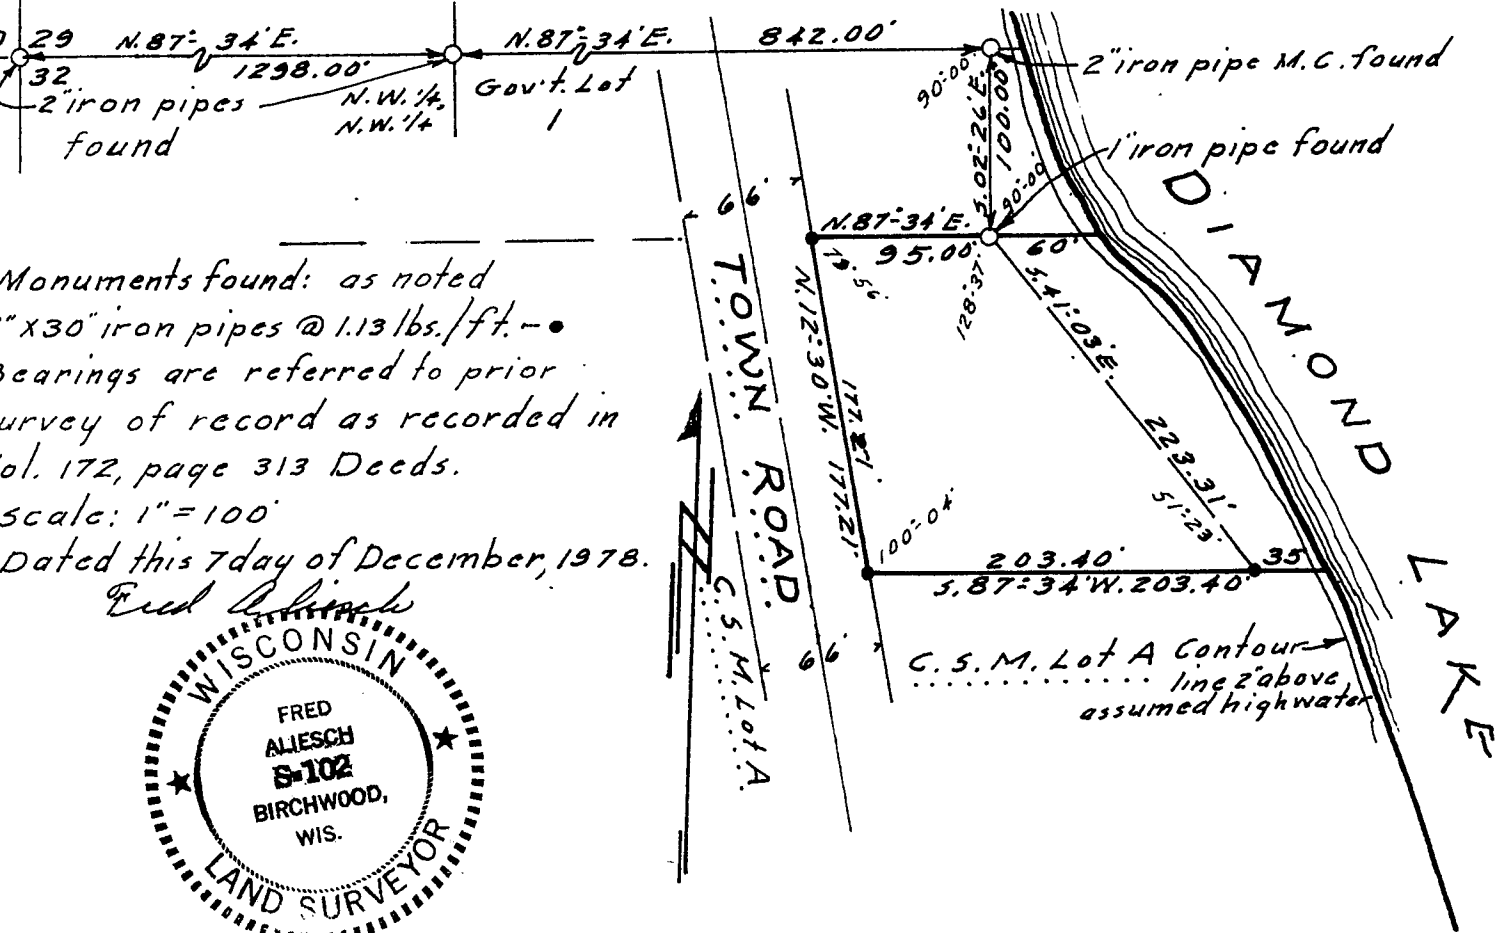 29
N.87°-34'E.
1298.00'
N.87°-34'E.
842.00'
32
2" iron pipes
found
N.W.¼,
N.W.¼
Gov't. Lot
1
90°-00'
S.02°-26'E.
100.00'
2" iron pipe M.C. found
1" iron pipe found
90°-00'
66'
N.87°-34'E.
95.00'
60'
128°-37'
N.12°-30'W. 177.21'
177.21'
S.41°-03'E.
223.31'
51°-23'
100°-04'
203.40'
35'
S.87°-34'W. 203.40'
TOWN ROAD
66'
DIAMOND LAKE
C.S.M. Lot A
C.S.M. Lot A
Contour
line 2' above
assumed highwater
Monuments found: as noted
"X30" iron pipes @ 1.13 lbs./ft. -
Bearings are referred to prior
urvey of record as recorded in
ol. 172, page 313 Deeds.
scale: 1"=100'
Dated this 7 day of December, 1978.
WISCONSIN
FRED
ALIESCH
S-102
BIRCHWOOD,
WIS.
LAND SURVEYOR